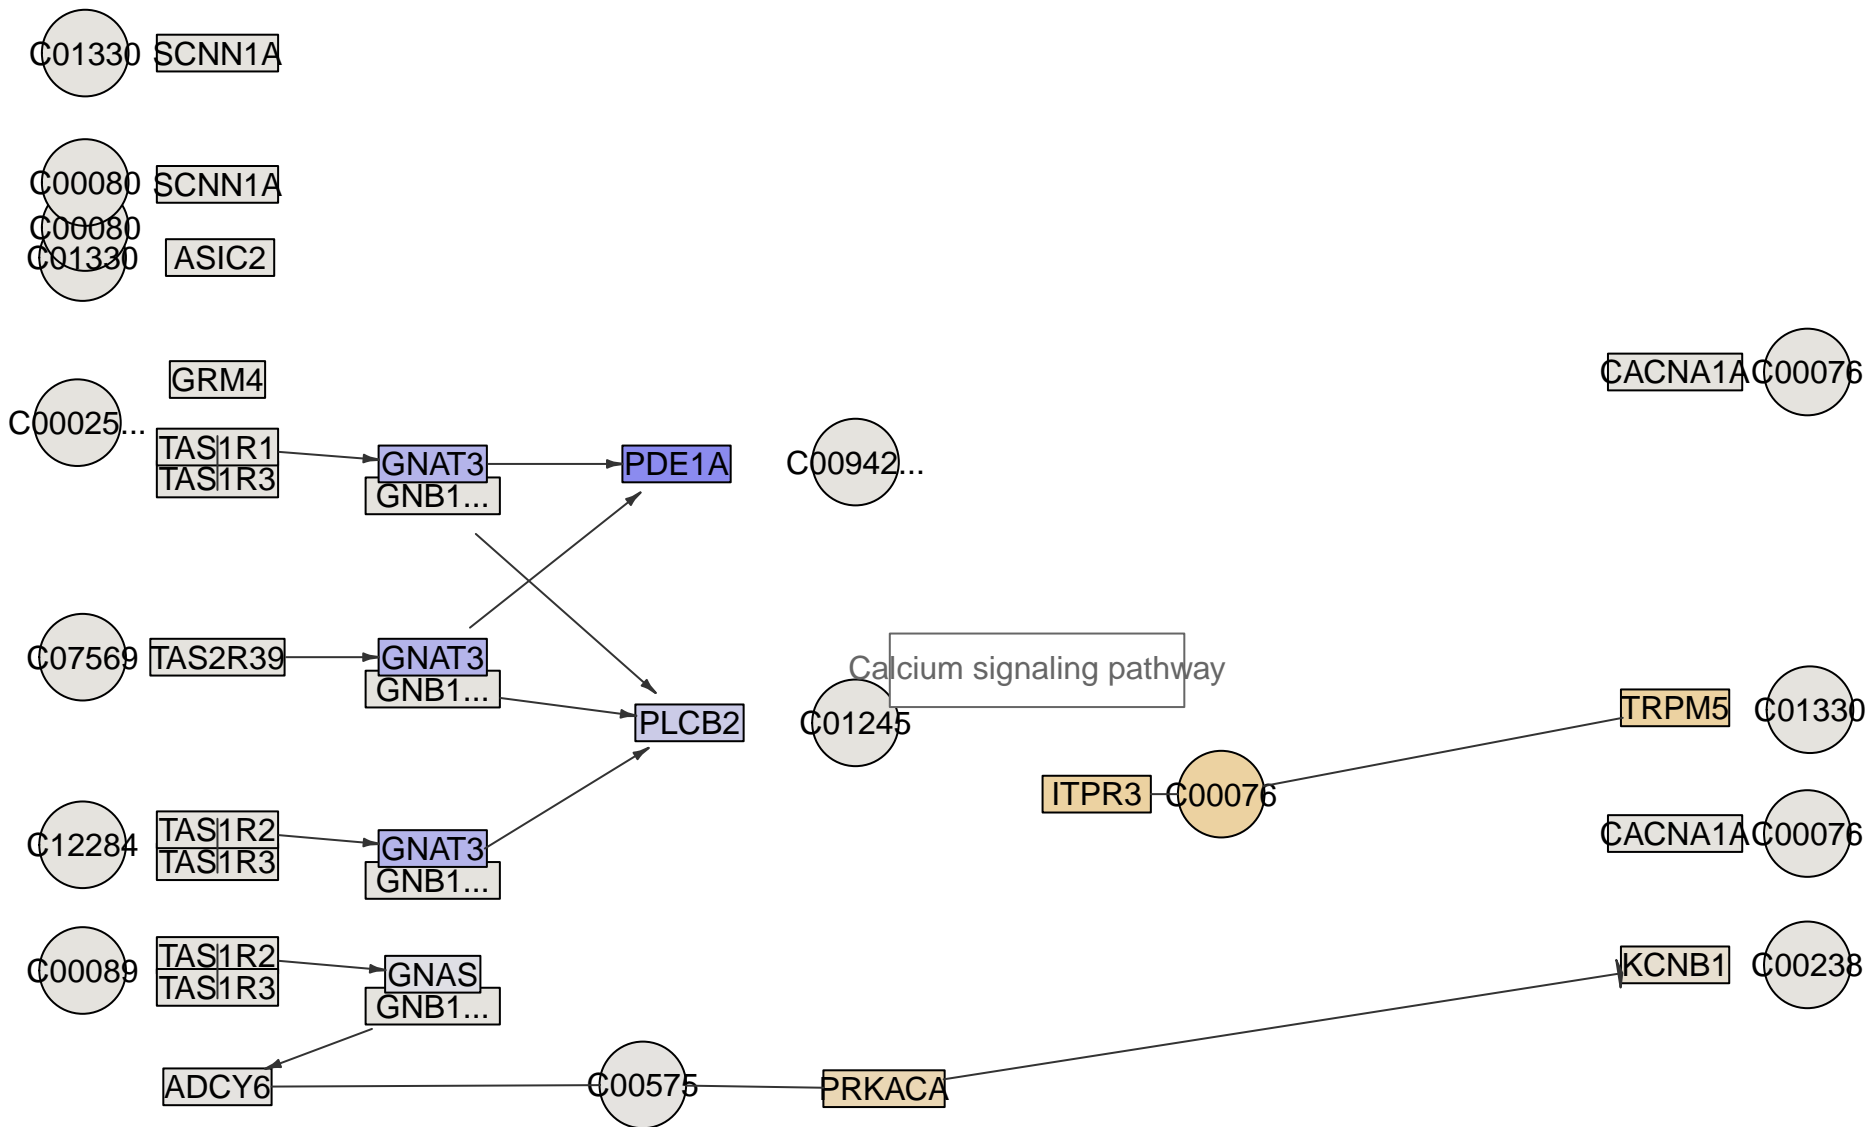 C01330
SCNN1A
C00080
SCNN1A
C00080
C01330
ASIC2
GRM4
CACNA1A
C00076
C00025...
TAS1R1
GNAT3
PDE1A
C00942...
TAS1R3
GNB1...
C07569
TAS2R39
GNAT3
Calcium signaling pathway
GNB1...
PLCB2
C01245
TRPM5
C01330
ITPR3
C00076
C12284
TAS1R2
GNAT3
CACNA1A
C00076
TAS1R3
GNB1...
C00089
TAS1R2
GNAS
KCNB1
C00238
TAS1R3
GNB1...
ADCY6
C00575
PRKACA